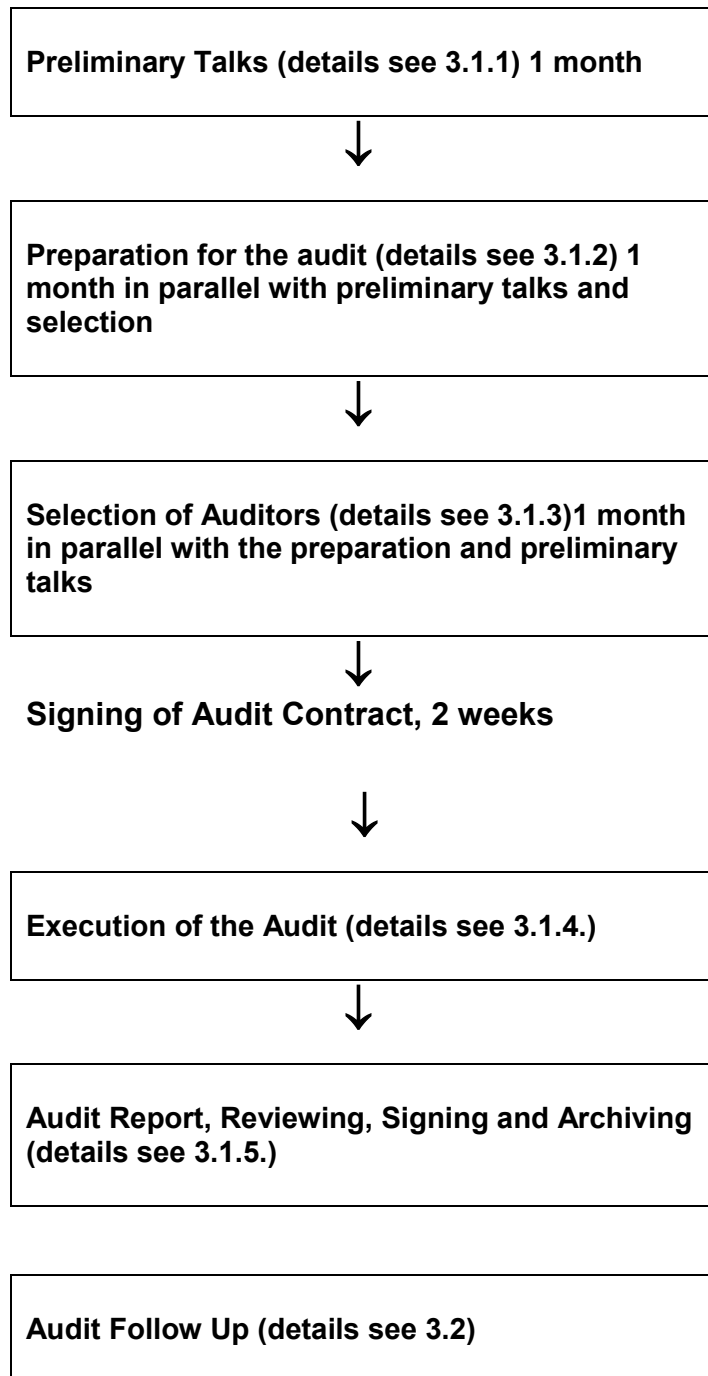 Preliminary Talks (details see 3.1.1) 1 month
↓
Preparation for the audit (details see 3.1.2) 1
month in parallel with preliminary talks and
selection
↓
Selection of Auditors (details see 3.1.3)1 month
in parallel with the preparation and preliminary
talks
↓
Signing of Audit Contract, 2 weeks
↓
Execution of the Audit (details see 3.1.4.)
↓
Audit Report, Reviewing, Signing and Archiving
(details see 3.1.5.)
Audit Follow Up (details see 3.2)